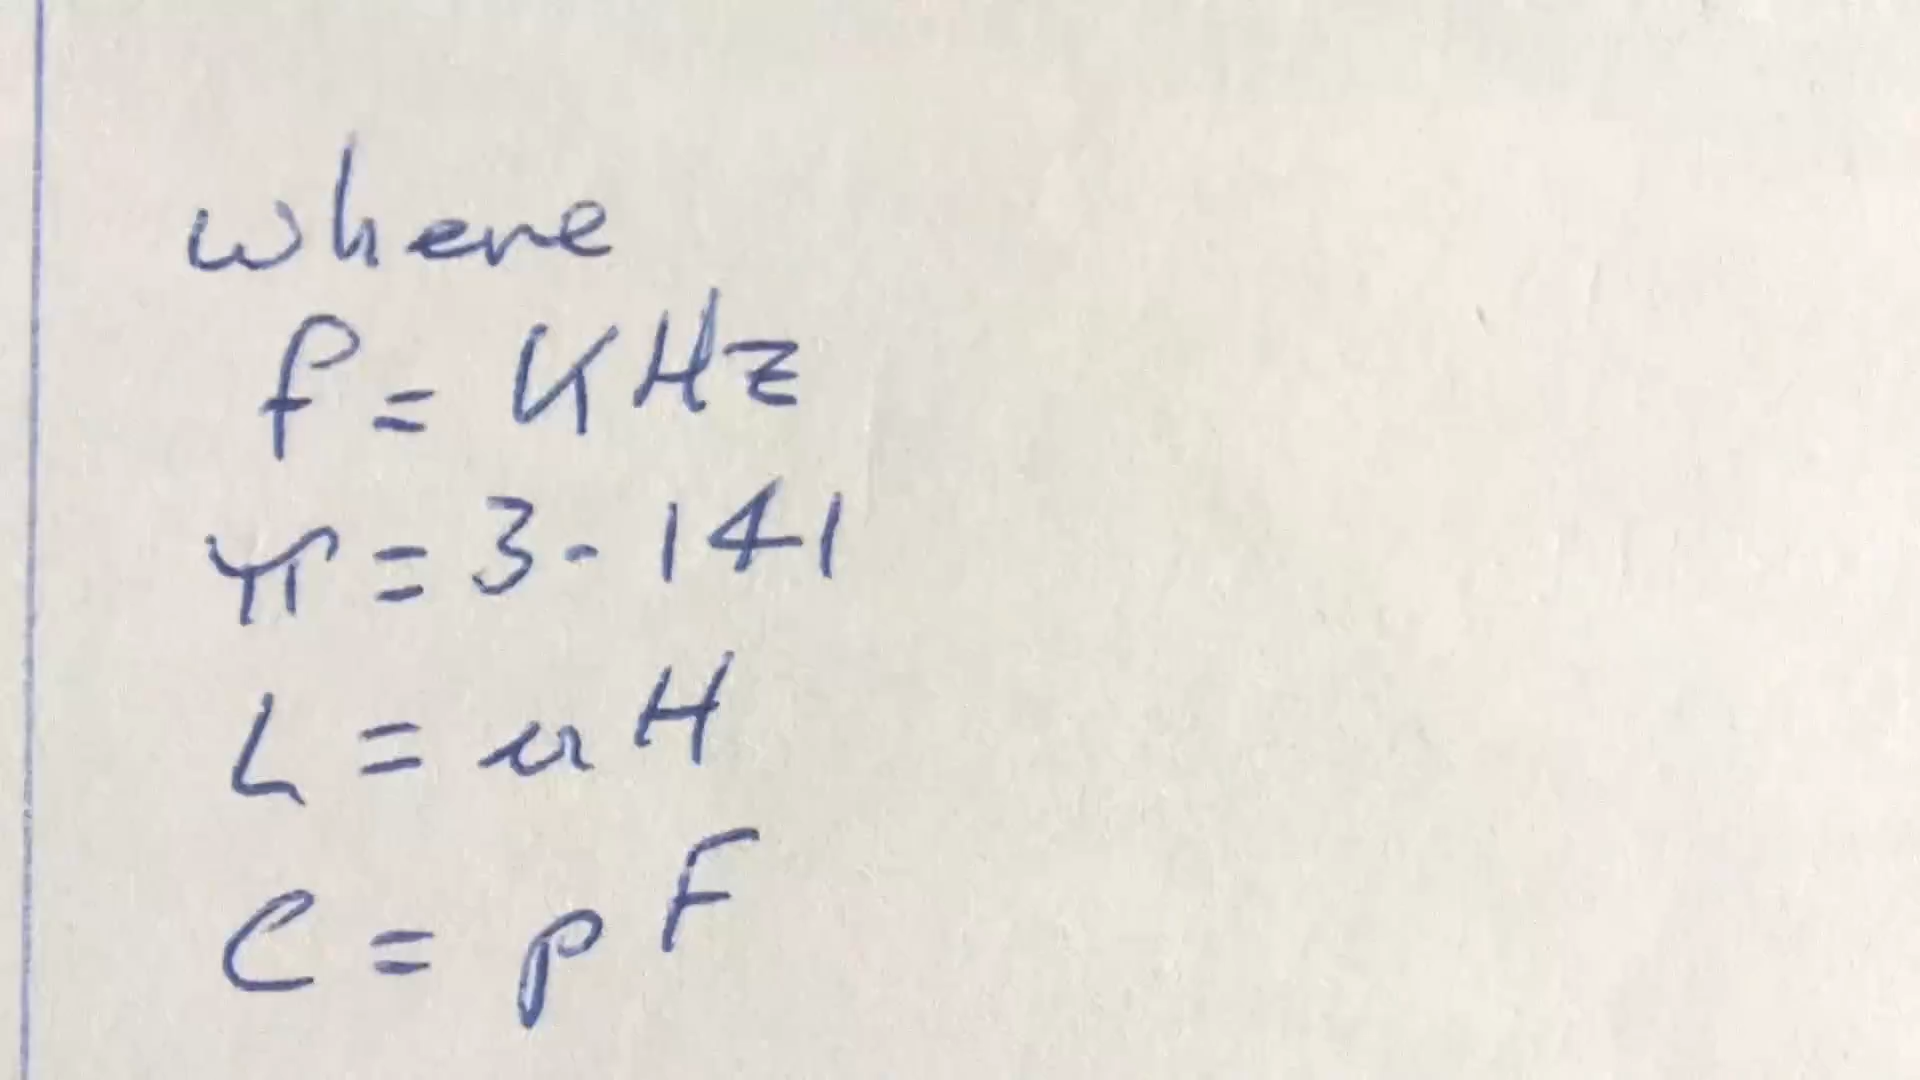 where
f = KHz
π = 3.141
L = uH
C = pF